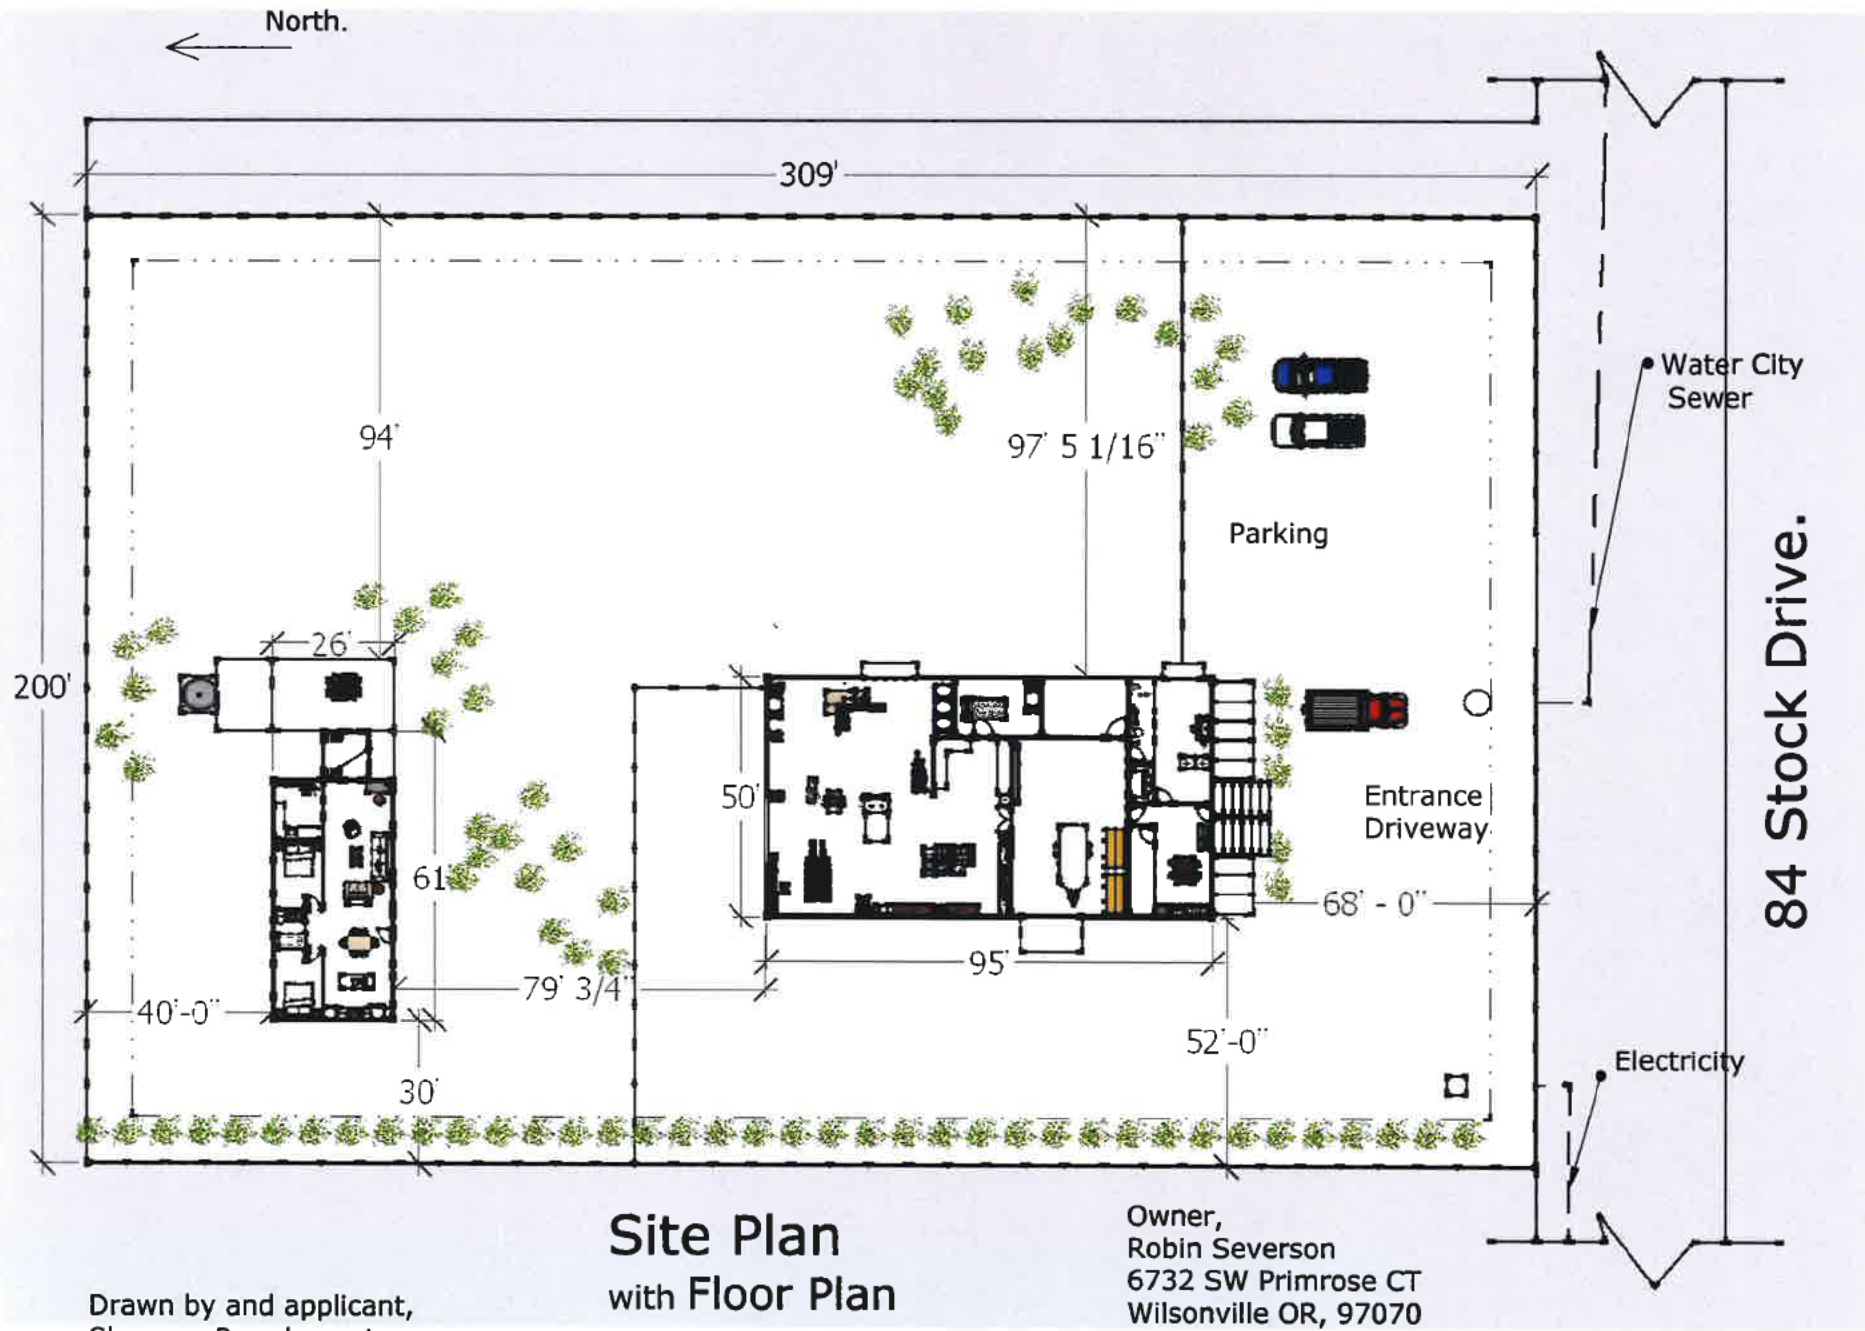 North.
309'
94'
97' 5 1/16"
Water City
Sewer
Parking
84 Stock Drive.
26'
200'
50'
Entrance
Driveway
61
68' - 0"
95'
79' 3/4"
40'-0"
52'-0"
30'
Electricity
Site Plan
with Floor Plan
Owner,
Robin Severson
6732 SW Primrose CT
Wilsonville OR, 97070
Drawn by and applicant,